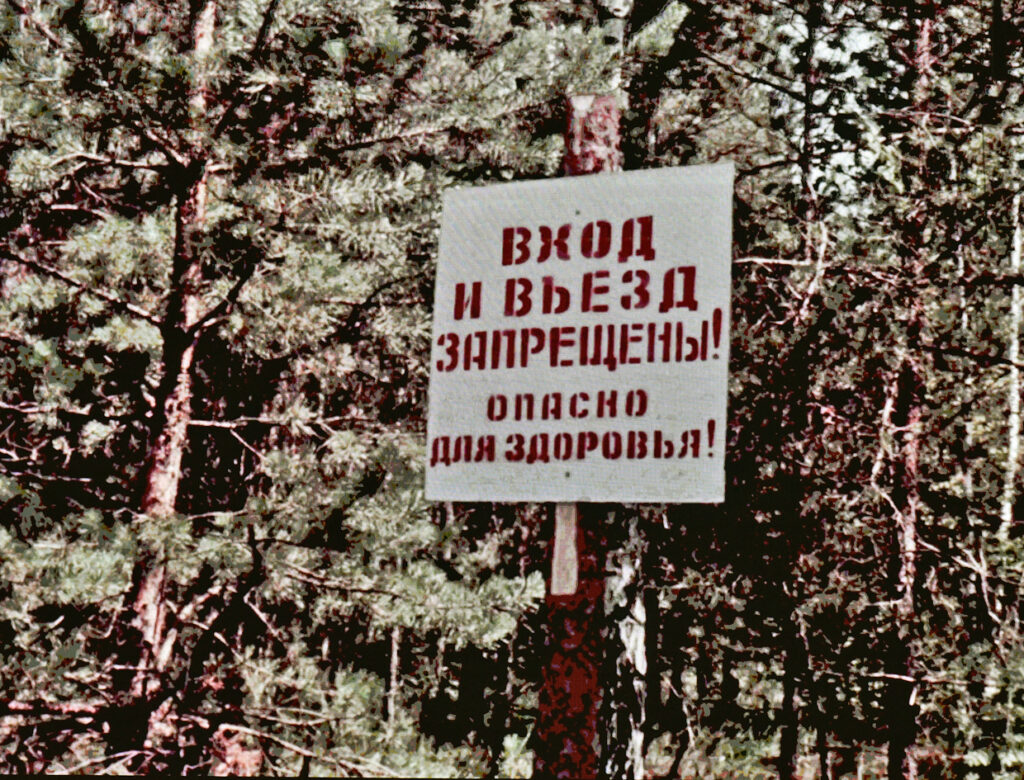 ВХОД
И ВЪЕЗД
ЗАПРЕЩЕНЫ!
ОПАСНО
ДЛЯ ЗДОРОВЬЯ!